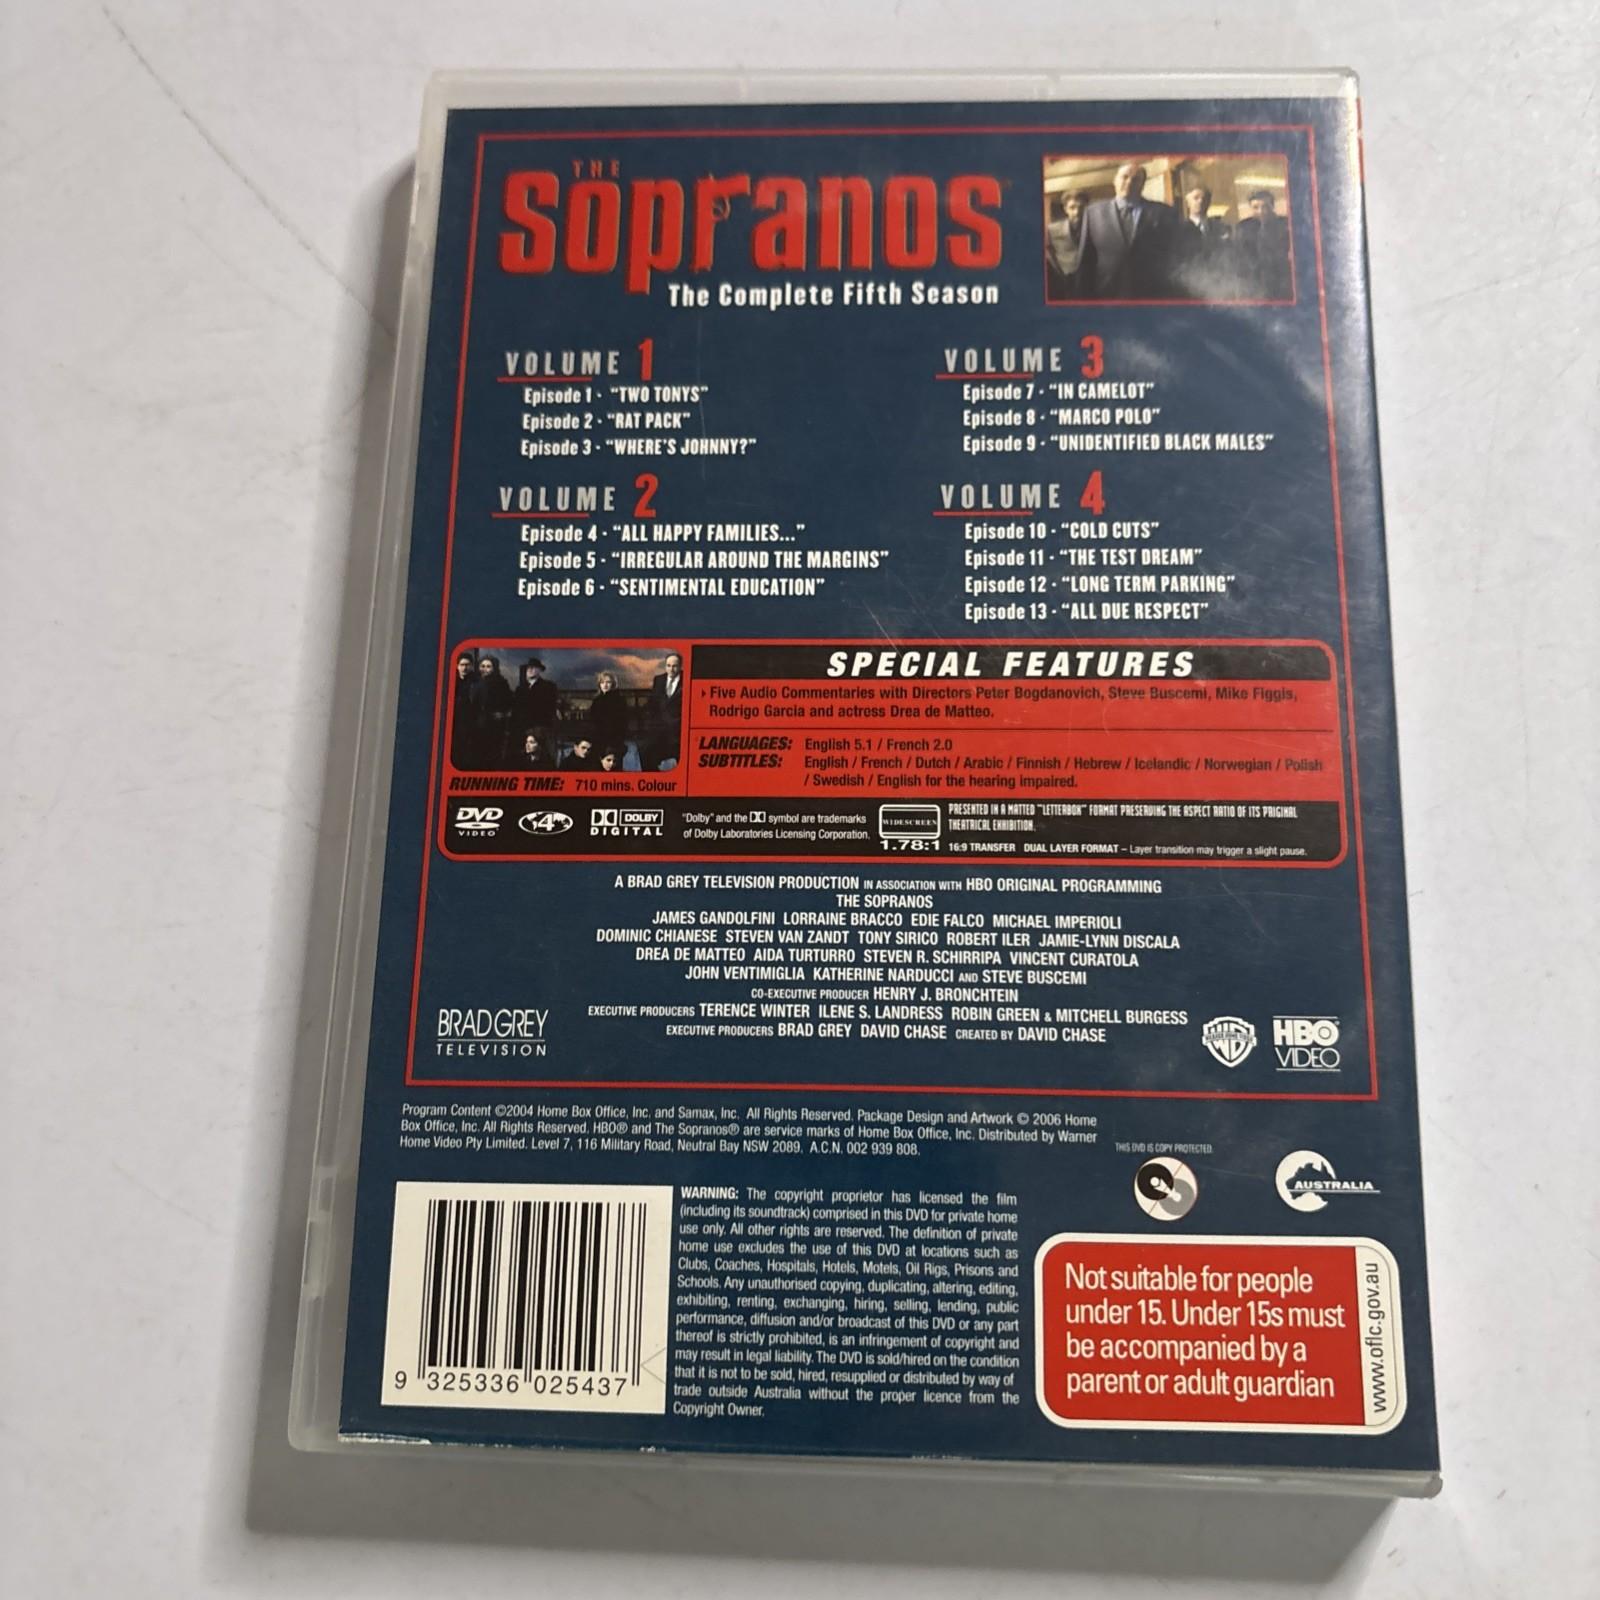 THE
Sopranos
The Complete Fifth Season
VOLUME 1
Episode 1 - “TWO TONYS”
Episode 2 - “RAT PACK”
Episode 3 - “WHERE'S JOHNNY?”
VOLUME 2
Episode 4 - “ALL HAPPY FAMILIES...”
Episode 5 - “IRREGULAR AROUND THE MARGINS”
Episode 6 - “SENTIMENTAL EDUCATION”
VOLUME 3
Episode 7 - “IN CAMELOT”
Episode 8 - “MARCO POLO”
Episode 9 - “UNIDENTIFIED BLACK MALES”
VOLUME 4
Episode 10 - “COLD CUTS”
Episode 11 - “THE TEST DREAM”
Episode 12 - “LONG TERM PARKING”
Episode 13 - “ALL DUE RESPECT”
SPECIAL FEATURES
Five Audio Commentaries with Directors Peter Bogdanovich, Steve Buscemi, Mike Figgis,
Rodrigo Garcia and actress Drea de Matteo.
LANGUAGES: English 5.1 / French 2.0
SUBTITLES: English / French / Dutch / Arabic / Finnish / Hebrew / Icelandic / Norwegian / Polish
/ Swedish / English for the hearing impaired.
RUNNING TIME: 710 mins. Colour
DVD
VIDEO
4
DOLBY
DIGITAL
"Dolby" and the DD symbol are trademarks
of Dolby Laboratories Licensing Corporation.
WIDESCREEN
1.78:1
PRESENTED IN A MATTED "LETTERBOX" FORMAT PRESERVING THE ASPECT RATIO OF ITS ORIGINAL
THEATRICAL EXHIBITION.
16:9 TRANSFER DUAL LAYER FORMAT – Layer transition may trigger a slight pause.
A BRAD GREY TELEVISION PRODUCTION IN ASSOCIATION WITH HBO ORIGINAL PROGRAMMING
THE SOPRANOS
JAMES GANDOLFINI LORRAINE BRACCO EDIE FALCO MICHAEL IMPERIOLI
DOMINIC CHIANESE STEVEN VAN ZANDT TONY SIRICO ROBERT ILER JAMIE-LYNN DISCALA
DREA DE MATTEO AIDA TURTURRO STEVEN R. SCHIRRIPA VINCENT CURATOLA
JOHN VENTIMIGLIA KATHERINE NARDUCCI AND STEVE BUSCEMI
CO-EXECUTIVE PRODUCER HENRY J. BRONCHTEIN
EXECUTIVE PRODUCERS TERENCE WINTER ILENE S. LANDRESS ROBIN GREEN & MITCHELL BURGESS
EXECUTIVE PRODUCERS BRAD GREY DAVID CHASE CREATED BY DAVID CHASE
BRAD GREY
TELEVISION
WB
HBO
VIDEO
Program Content ©2004 Home Box Office, Inc. and Samax, Inc. All Rights Reserved. Package Design and Artwork © 2006 Home
Box Office, Inc. All Rights Reserved. HBO® and The Sopranos® are service marks of Home Box Office, Inc. Distributed by Warner
Home Video Pty Limited. Level 7, 116 Military Road, Neutral Bay NSW 2089. A.C.N. 002 939 808.
THIS DVD IS COPY PROTECTED.
AUSTRALIA
WARNING: The copyright proprietor has licensed the film
(including its soundtrack) comprised in this DVD for private home
use only. All other rights are reserved. The definition of private
home use excludes the use of this DVD at locations such as
Clubs, Coaches, Hospitals, Hotels, Motels, Oil Rigs, Prisons and
Schools. Any unauthorised copying, duplicating, altering, editing,
exhibiting, renting, exchanging, hiring, selling, lending, public
performance, diffusion and/or broadcast of this DVD or any part
thereof is strictly prohibited, is an infringement of copyright and
may result in legal liability. The DVD is sold/hired on the condition
that it is not to be sold, hired, resupplied or distributed by way of
trade outside Australia without the proper licence from the
Copyright Owner.
9 325336 025437
Not suitable for people
under 15. Under 15s must
be accompanied by a
parent or adult guardian
www.oflc.gov.au